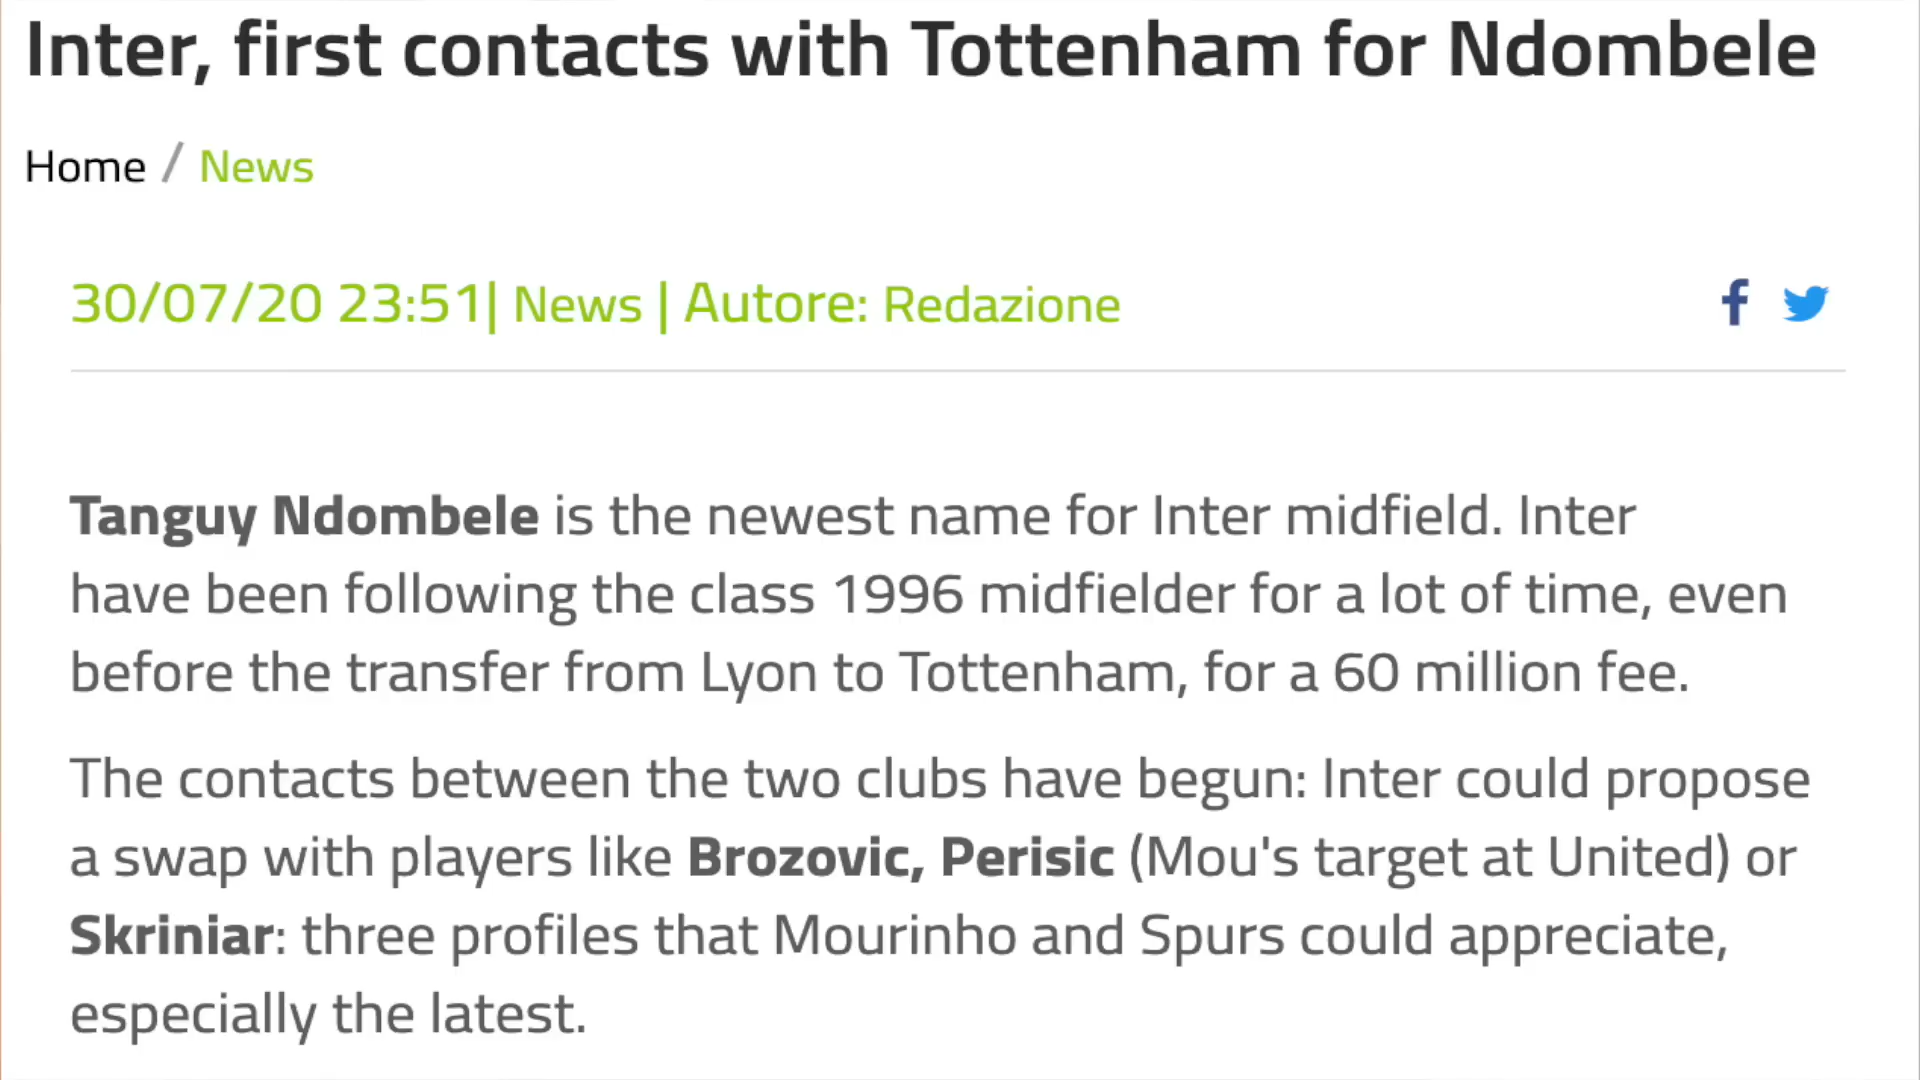 Inter, first contacts with Tottenham for Ndombele
Home / News
30/07/20 23:51| News | Autore: Redazione
Tanguy Ndombele is the newest name for Inter midfield. Inter
have been following the class 1996 midfielder for a lot of time, even
before the transfer from Lyon to Tottenham, for a 60 million fee.
The contacts between the two clubs have begun: Inter could propose
a swap with players like Brozovic, Perisic (Mou's target at United) or
Skriniar: three profiles that Mourinho and Spurs could appreciate,
especially the latest.